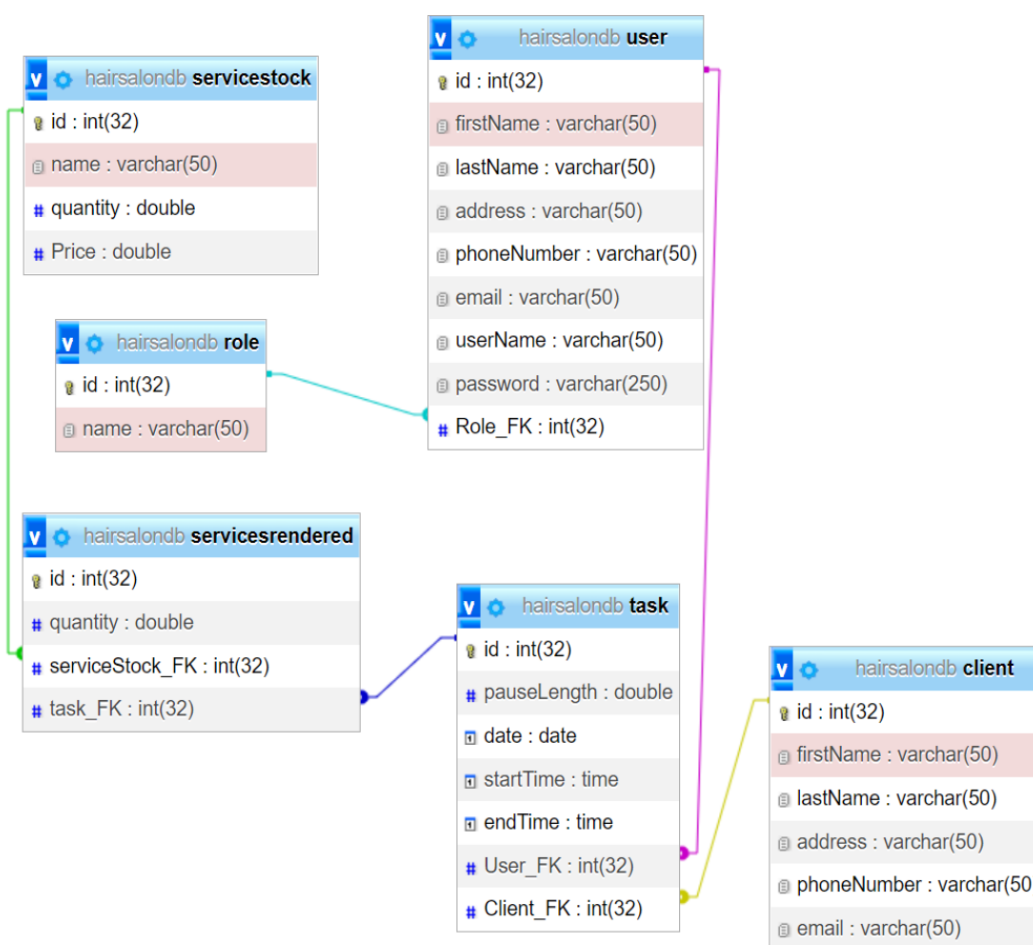 hairsalondb servicestock
id : int(32)
name : varchar(50)
quantity : double
Price : double
hairsalondb user
id : int(32)
firstName : varchar(50)
lastName : varchar(50)
address : varchar(50)
phoneNumber : varchar(50)
email : varchar(50)
userName : varchar(50)
password : varchar(250)
Role_FK : int(32)
hairsalondb role
id : int(32)
name : varchar(50)
hairsalondb servicesrendered
id : int(32)
quantity : double
serviceStock_FK : int(32)
task_FK : int(32)
hairsalondb task
id : int(32)
pauseLength : double
date : date
startTime : time
endTime : time
User_FK : int(32)
Client_FK : int(32)
hairsalondb client
id : int(32)
firstName : varchar(50)
lastName : varchar(50)
address : varchar(50)
phoneNumber : varchar(50
email : varchar(50)